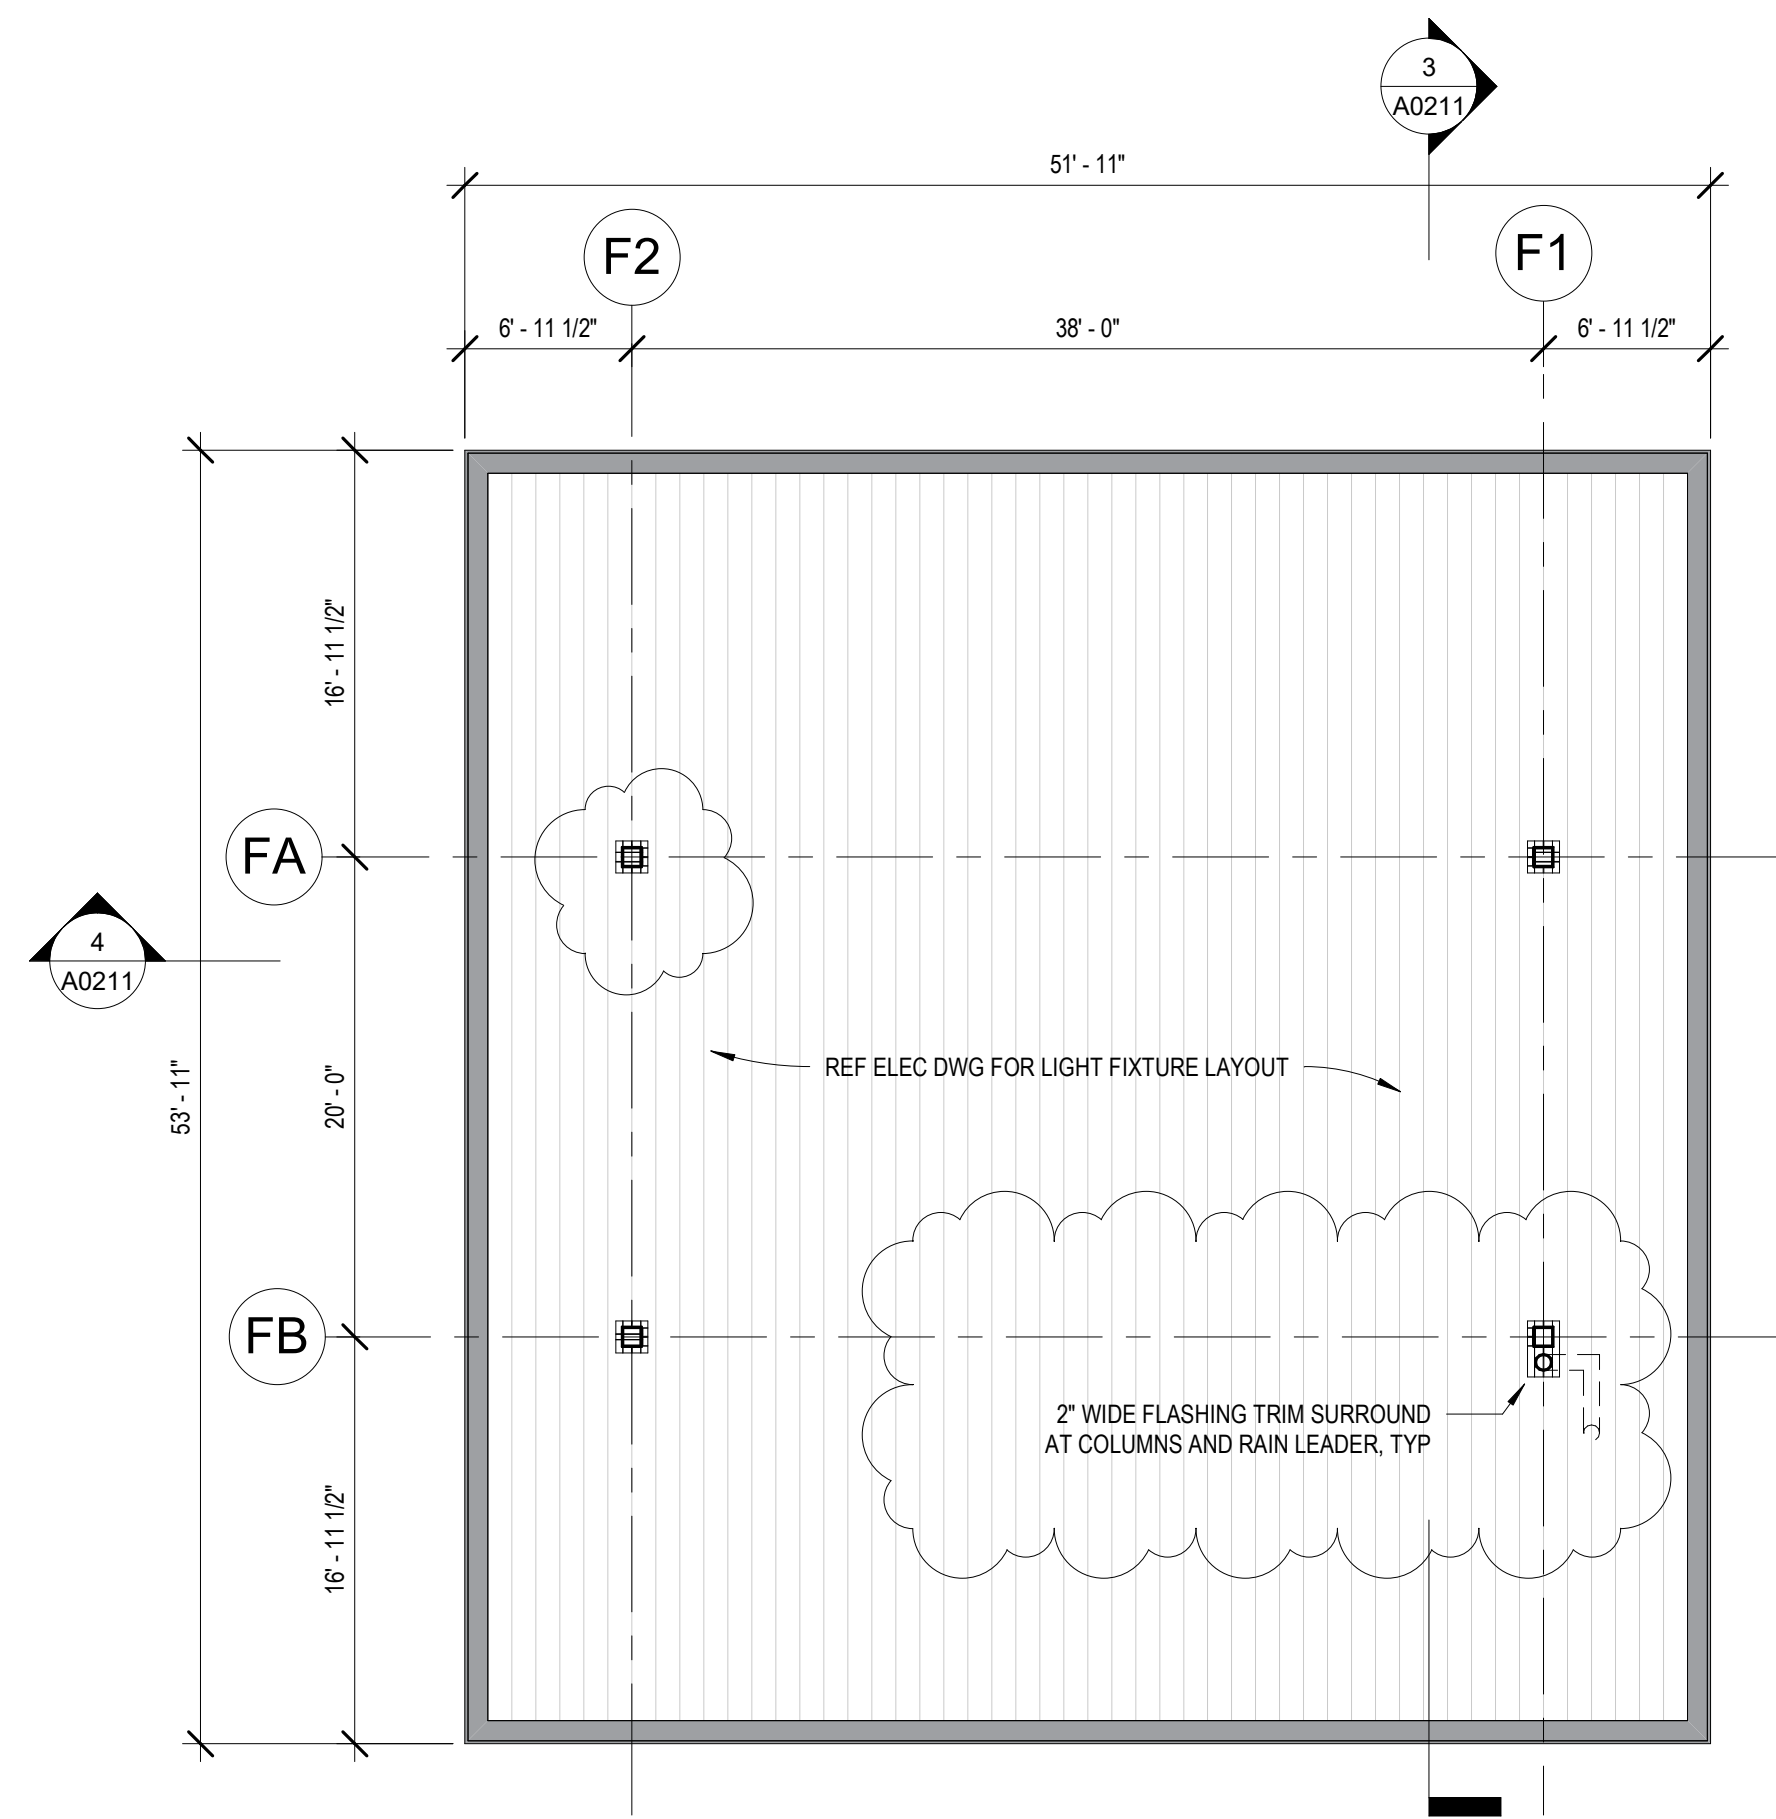 3
A0211
51' - 11"
F2
F1
6' - 11 1/2"
38' - 0"
6' - 11 1/2"
16' - 11 1/2"
FA
4
A0211
53' - 11"
20' - 0"
REF ELEC DWG FOR LIGHT FIXTURE LAYOUT
FB
2" WIDE FLASHING TRIM SURROUND
AT COLUMNS AND RAIN LEADER, TYP
16' - 11 1/2"